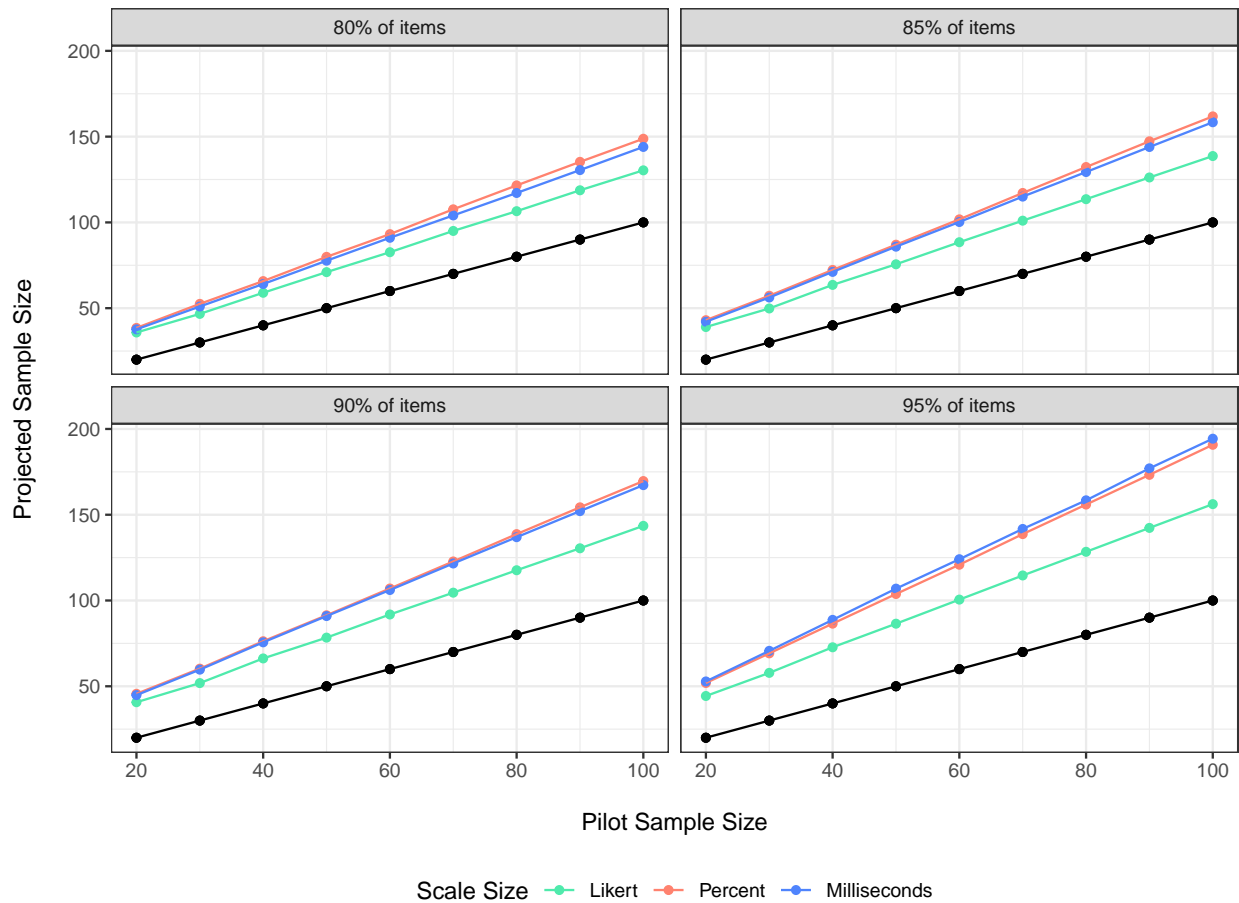 80% of items
85% of items
200
150
100
50
90% of items
95% of items
200
150
100
50
20 40 60 80 100
20 40 60 80 100
Projected Sample Size
Pilot Sample Size
Scale Size Likert Percent Milliseconds